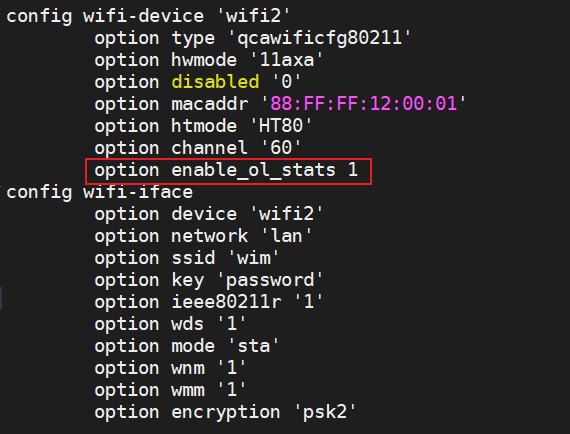 config wifi-device 'wifi2'
option type 'qcawificfg80211'
option hwmode '11axa'
option disabled '0'
option macaddr '88:FF:FF:12:00:01'
option htmode 'HT80'
option channel '60'
option enable_ol_stats 1
config wifi-iface
option device 'wifi2'
option network 'lan'
option ssid 'wim'
option key 'password'
option ieee80211r '1'
option wds '1'
option mode 'sta'
option wnm '1'
option wmm '1'
option encryption 'psk2'